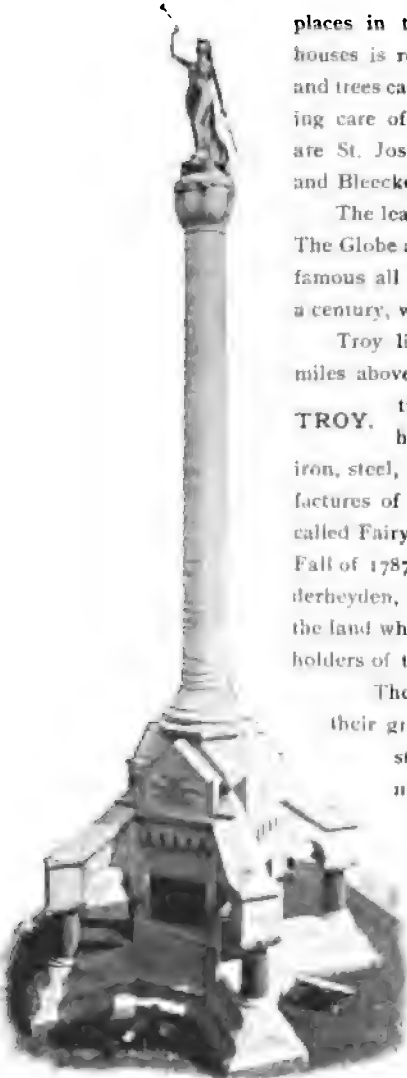 places in t
houses is r
and trees ca
ing care of
are St. Jos
and Bleecke
The lea
The Globe a
famous all
a century, w
Troy li
miles above
t
TROY.
h
iron, steel,
factures of
called Fairy
Fall of 1787
derheyden,
the land wh
holders of t
The
their gr
st
n